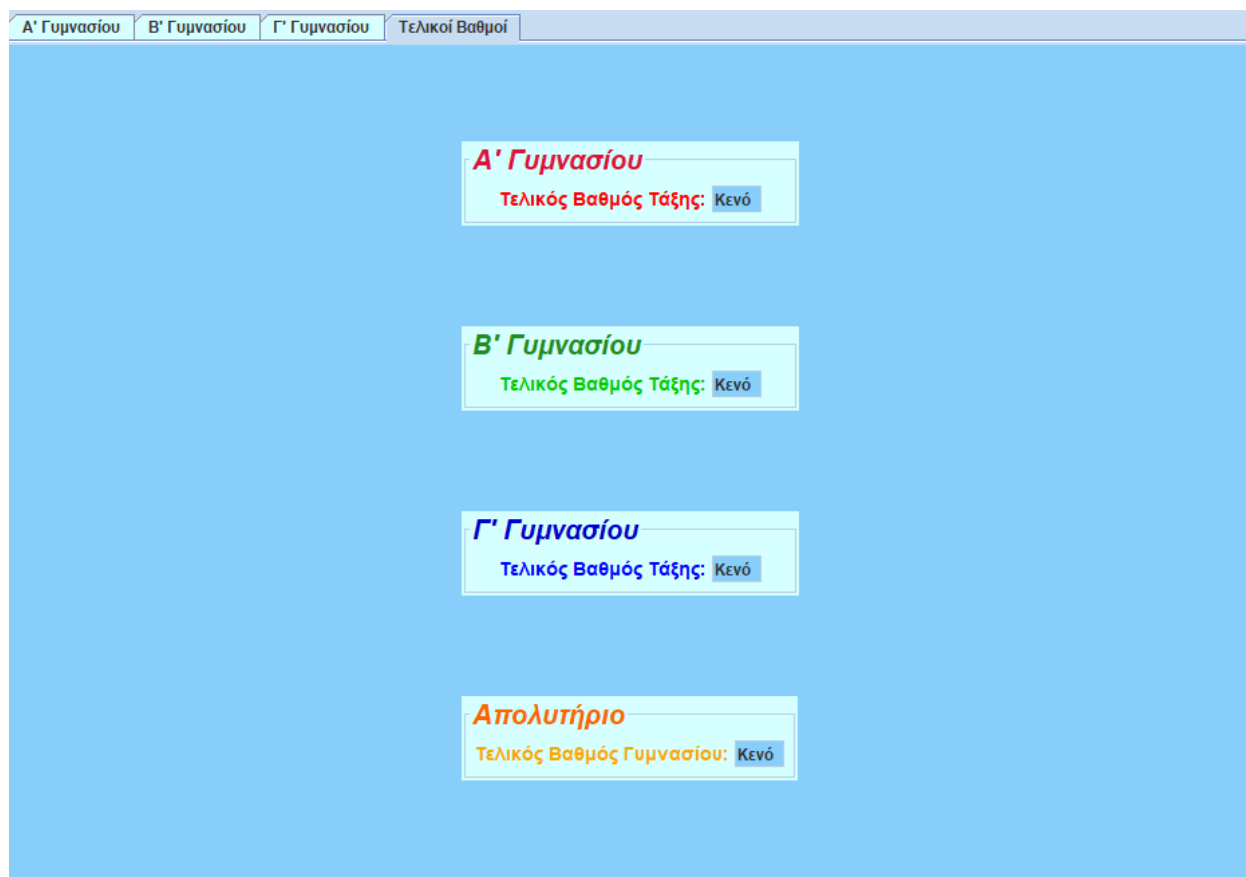 Α' Γυμνασίου Β' Γυμνασίου Γ' Γυμνασίου Τελικοί Βαθμοί
Α' Γυμνασίου
Τελικός Βαθμός Τάξης: Κενό
Β' Γυμνασίου
Τελικός Βαθμός Τάξης: Κενό
Γ' Γυμνασίου
Τελικός Βαθμός Τάξης: Κενό
Απολυτήριο
Τελικός Βαθμός Γυμνασίου: Κενό